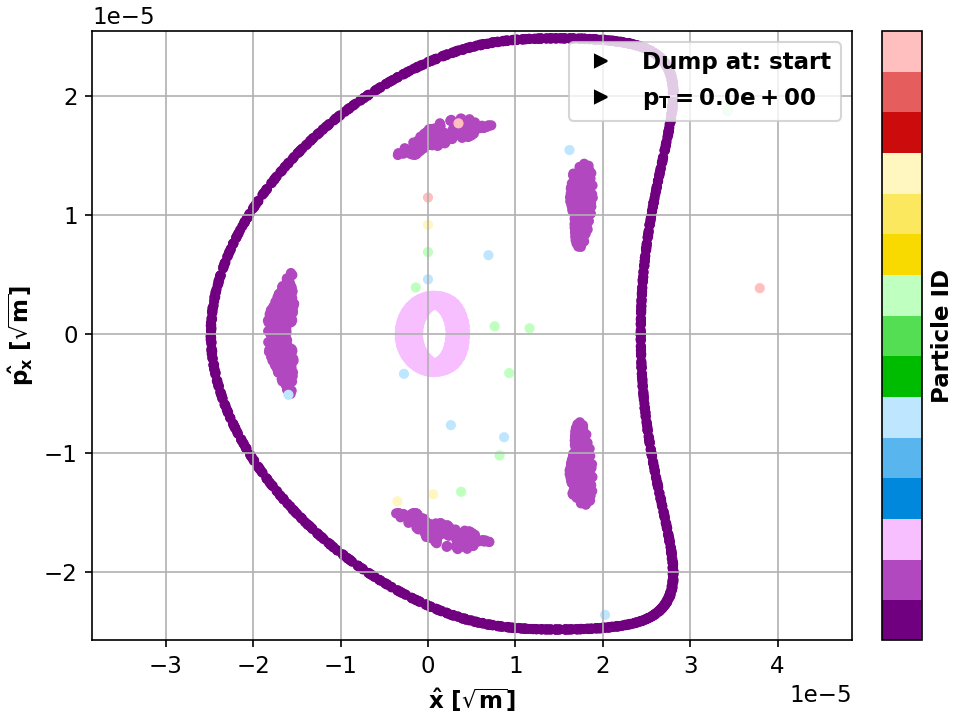 1e−5
Dump at: start
p_T = 0.0e + 00
2
1
0
−1
−2
p̂_x [√m]
−3
−2
−1
0
1
2
3
4
x̂ [√m]
1e−5
Particle ID